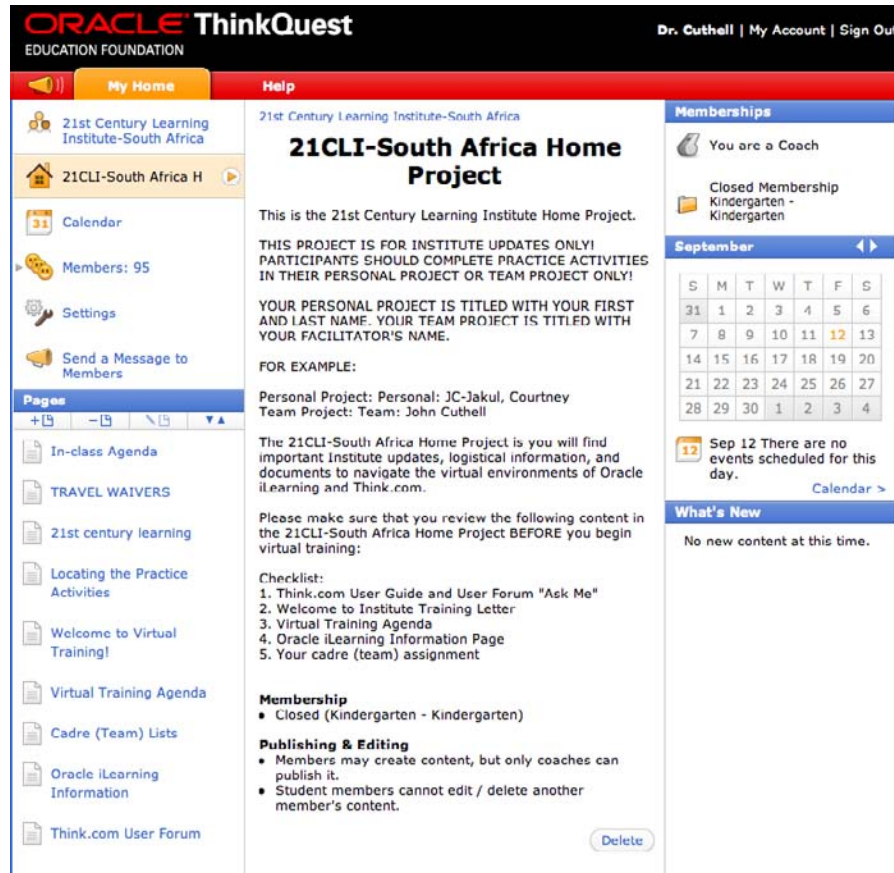 ORACLE ThinkQuest
EDUCATION FOUNDATION
Dr. Cuthell | My Account | Sign Out
My Home
Help
21st Century Learning
Institute-South Africa
21CLI-South Africa H
31
Calendar
Members: 95
Settings
Send a Message to
Members
Pages
In-class Agenda
TRAVEL WAIVERS
21st century learning
Locating the Practice
Activities
Welcome to Virtual
Training!
Virtual Training Agenda
Cadre (Team) Lists
Oracle iLearning
Information
Think.com User Forum
21st Century Learning Institute-South Africa
21CLI-South Africa Home
Project
This is the 21st Century Learning Institute Home Project.
THIS PROJECT IS FOR INSTITUTE UPDATES ONLY!
PARTICIPANTS SHOULD COMPLETE PRACTICE ACTIVITIES
IN THEIR PERSONAL PROJECT OR TEAM PROJECT ONLY!
YOUR PERSONAL PROJECT IS TITLED WITH YOUR FIRST
AND LAST NAME. YOUR TEAM PROJECT IS TITLED WITH
YOUR FACILITATOR'S NAME.
FOR EXAMPLE:
Personal Project: Personal: JC-Jakul, Courtney
Team Project: Team: John Cuthell
The 21CLI-South Africa Home Project is you will find
important Institute updates, logistical information, and
documents to navigate the virtual environments of Oracle
iLearning and Think.com.
Please make sure that you review the following content in
the 21CLI-South Africa Home Project BEFORE you begin
virtual training:
Checklist:
1. Think.com User Guide and User Forum "Ask Me"
2. Welcome to Institute Training Letter
3. Virtual Training Agenda
4. Oracle iLearning Information Page
5. Your cadre (team) assignment
Membership
• Closed (Kindergarten - Kindergarten)
Publishing & Editing
• Members may create content, but only coaches can
publish it.
• Student members cannot edit / delete another
member's content.
Delete
Memberships
You are a Coach
Closed Membership
Kindergarten -
Kindergarten
September
S M T W T F S
31 1 2 3 4 5 6
7 8 9 10 11 12 13
14 15 16 17 18 19 20
21 22 23 24 25 26 27
28 29 30 1 2 3 4
12
Sep 12 There are no
events scheduled for this
day.
Calendar >
What's New
No new content at this time.